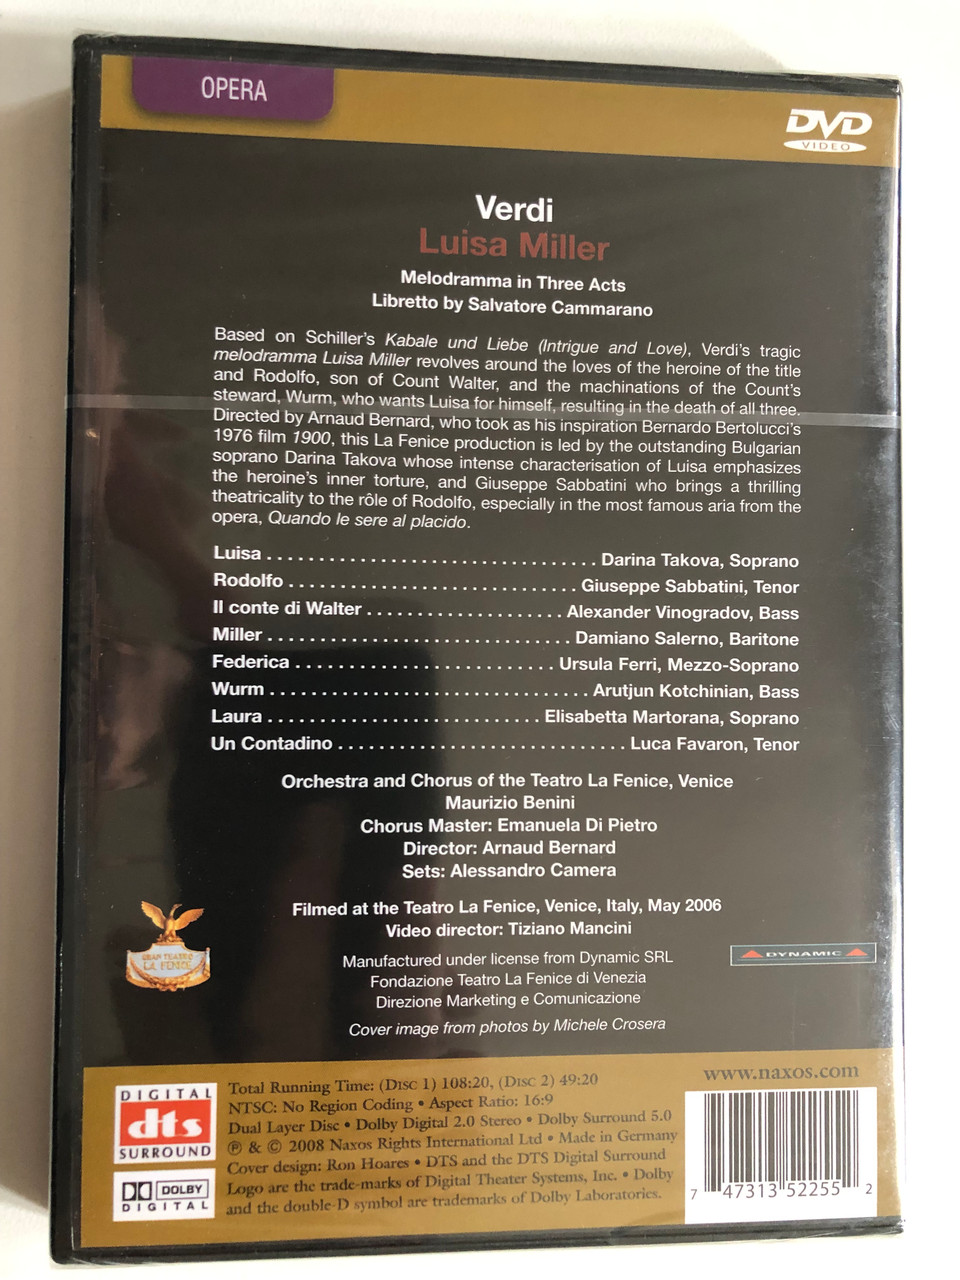 OPERA
DVD
VIDEO
Verdi
Luisa Miller
Melodramma in Three Acts
Libretto by Salvatore Cammarano
Based on Schiller's Kabale und Liebe (Intrigue and Love), Verdi's tragic
melodramma Luisa Miller revolves around the loves of the heroine of the title
and Rodolfo, son of Count Walter, and the machinations of the Count's
steward, Wurm, who wants Luisa for himself, resulting in the death of all three.
Directed by Arnaud Bernard, who took as his inspiration Bernardo Bertolucci's
1976 film 1900, this La Fenice production is led by the outstanding Bulgarian
soprano Darina Takova whose intense characterisation of Luisa emphasizes
the heroine's inner torture, and Giuseppe Sabbatini who brings a thrilling
theatricality to the rôle of Rodolfo, especially in the most famous aria from the
opera, Quando le sere al placido.
Luisa . . . . . . . . . . . . . . . . . . . . . . . . . . . . . . . . Darina Takova, Soprano
Rodolfo . . . . . . . . . . . . . . . . . . . . . . . . . . . . Giuseppe Sabbatini, Tenor
Il conte di Walter . . . . . . . . . . . . . . . . . . . Alexander Vinogradov, Bass
Miller . . . . . . . . . . . . . . . . . . . . . . . . . . . . . Damiano Salerno, Baritone
Federica . . . . . . . . . . . . . . . . . . . . . . . . . Ursula Ferri, Mezzo-Soprano
Wurm . . . . . . . . . . . . . . . . . . . . . . . . . . . . . . . Arutjun Kotchinian, Bass
Laura . . . . . . . . . . . . . . . . . . . . . . . . . . Elisabetta Martorana, Soprano
Un Contadino . . . . . . . . . . . . . . . . . . . . . . . . . . . . Luca Favaron, Tenor
Orchestra and Chorus of the Teatro La Fenice, Venice
Maurizio Benini
Chorus Master: Emanuela Di Pietro
Director: Arnaud Bernard
Sets: Alessandro Camera
Filmed at the Teatro La Fenice, Venice, Italy, May 2006
Video director: Tiziano Mancini
GRAN TEATRO
LA FENICE
DYNAMIC
Manufactured under license from Dynamic SRL
Fondazione Teatro La Fenice di Venezia
Direzione Marketing e Comunicazione
Cover image from photos by Michele Crosera
DIGITAL
dts
SURROUND
DOLBY
DIGITAL
Total Running Time: (Disc 1) 108:20, (Disc 2) 49:20
NTSC: No Region Coding • Aspect Ratio: 16:9
Dual Layer Disc • Dolby Digital 2.0 Stereo • Dolby Surround 5.0
℗ & © 2008 Naxos Rights International Ltd • Made in Germany
Cover design: Ron Hoares • DTS and the DTS Digital Surround
Logo are the trade-marks of Digital Theater Systems, Inc. • Dolby
and the double-D symbol are trademarks of Dolby Laboratories.
www.naxos.com
7 47313 52255 2